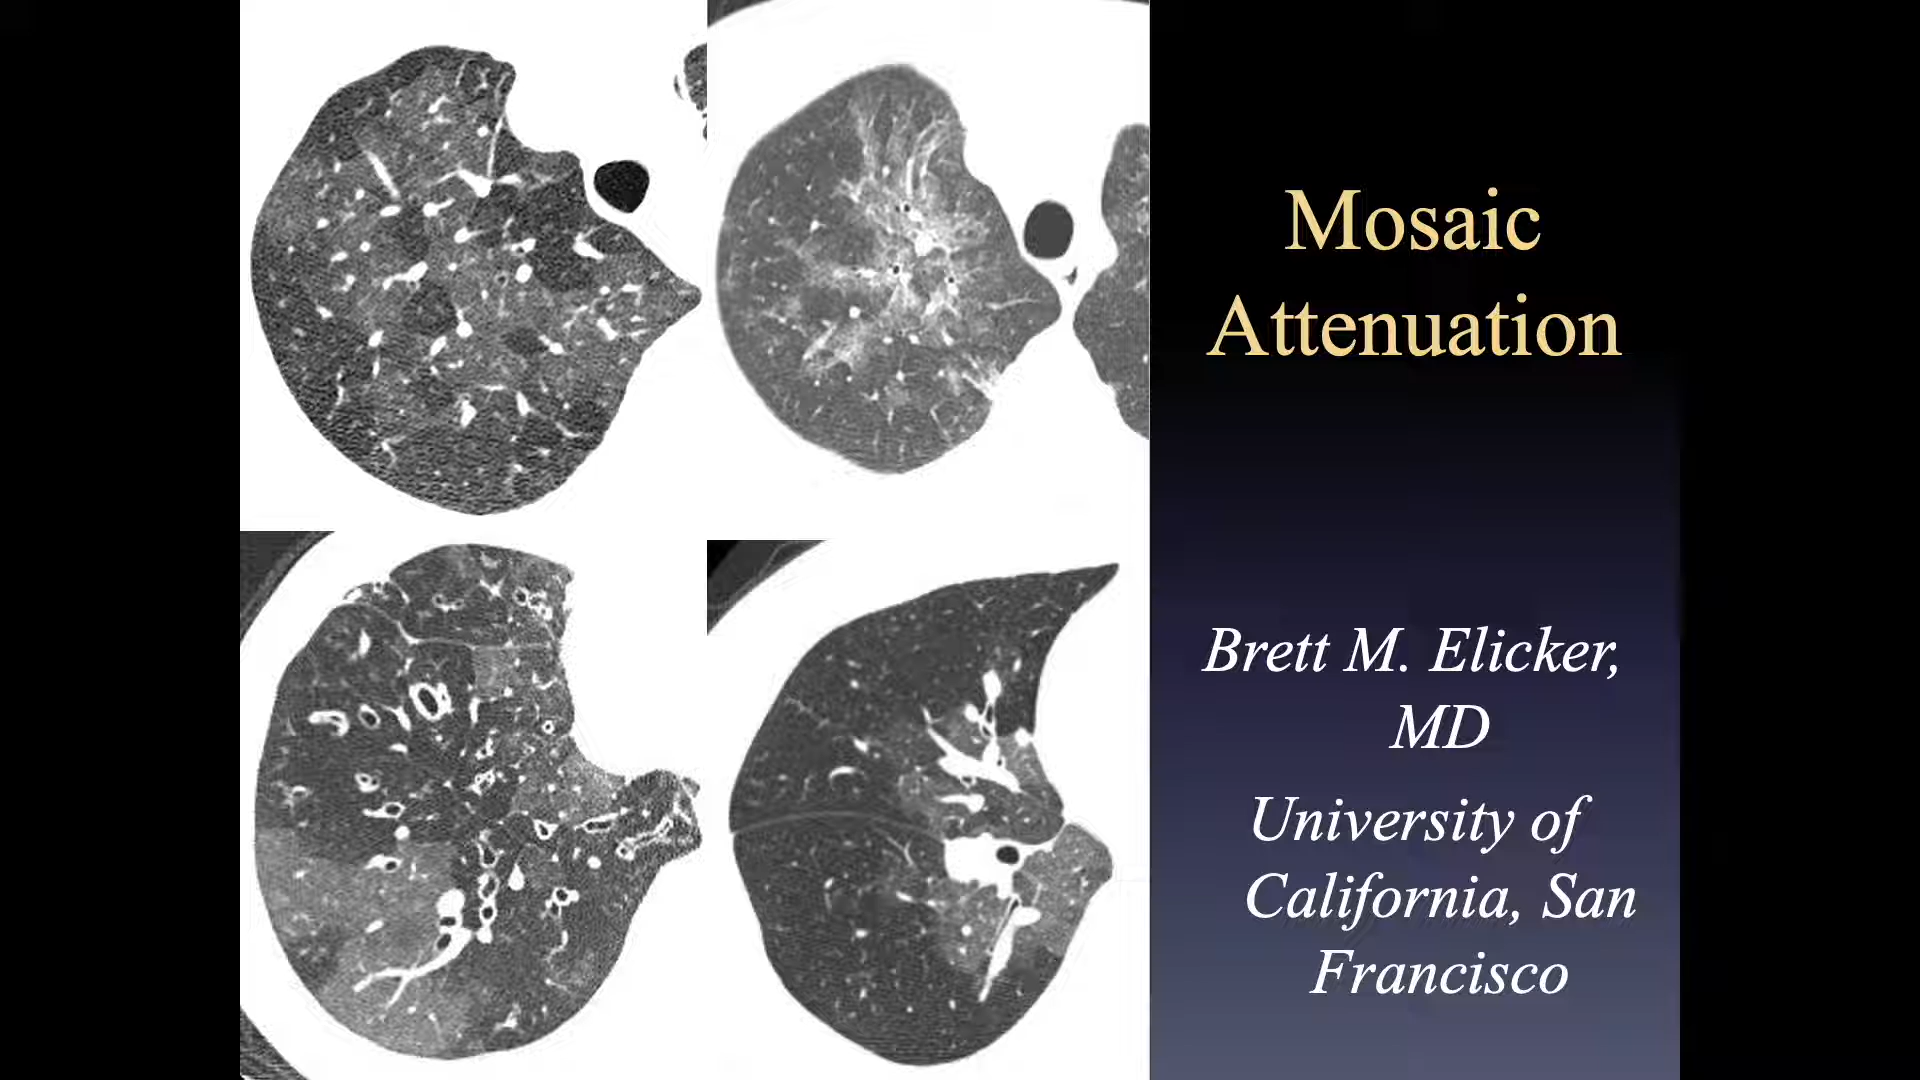 Mosaic
Attenuation
Brett M. Elicker,
MD
University of
California, San
Francisco